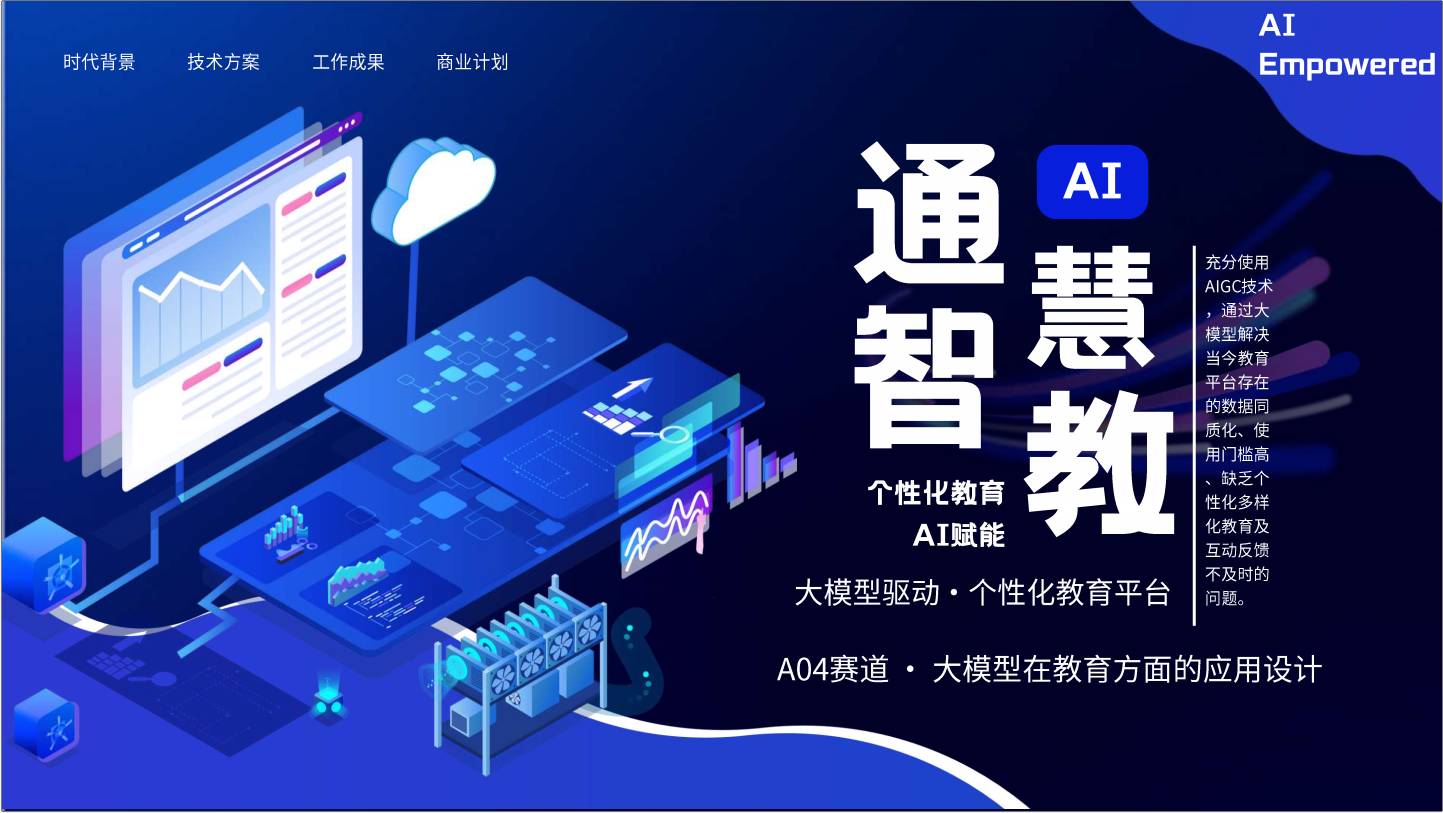 时代背景 技术方案 工作成果 商业计划
AI
Empowered
通智
AI
慧教
个性化教育
AI赋能
充分使用
AIGC技术
，通过大
模型解决
当今教育
平台存在
的数据同
质化、使
用门槛高
、缺乏个
性化多样
化教育及
互动反馈
不及时的
问题。
大模型驱动·个性化教育平台
A04赛道 · 大模型在教育方面的应用设计